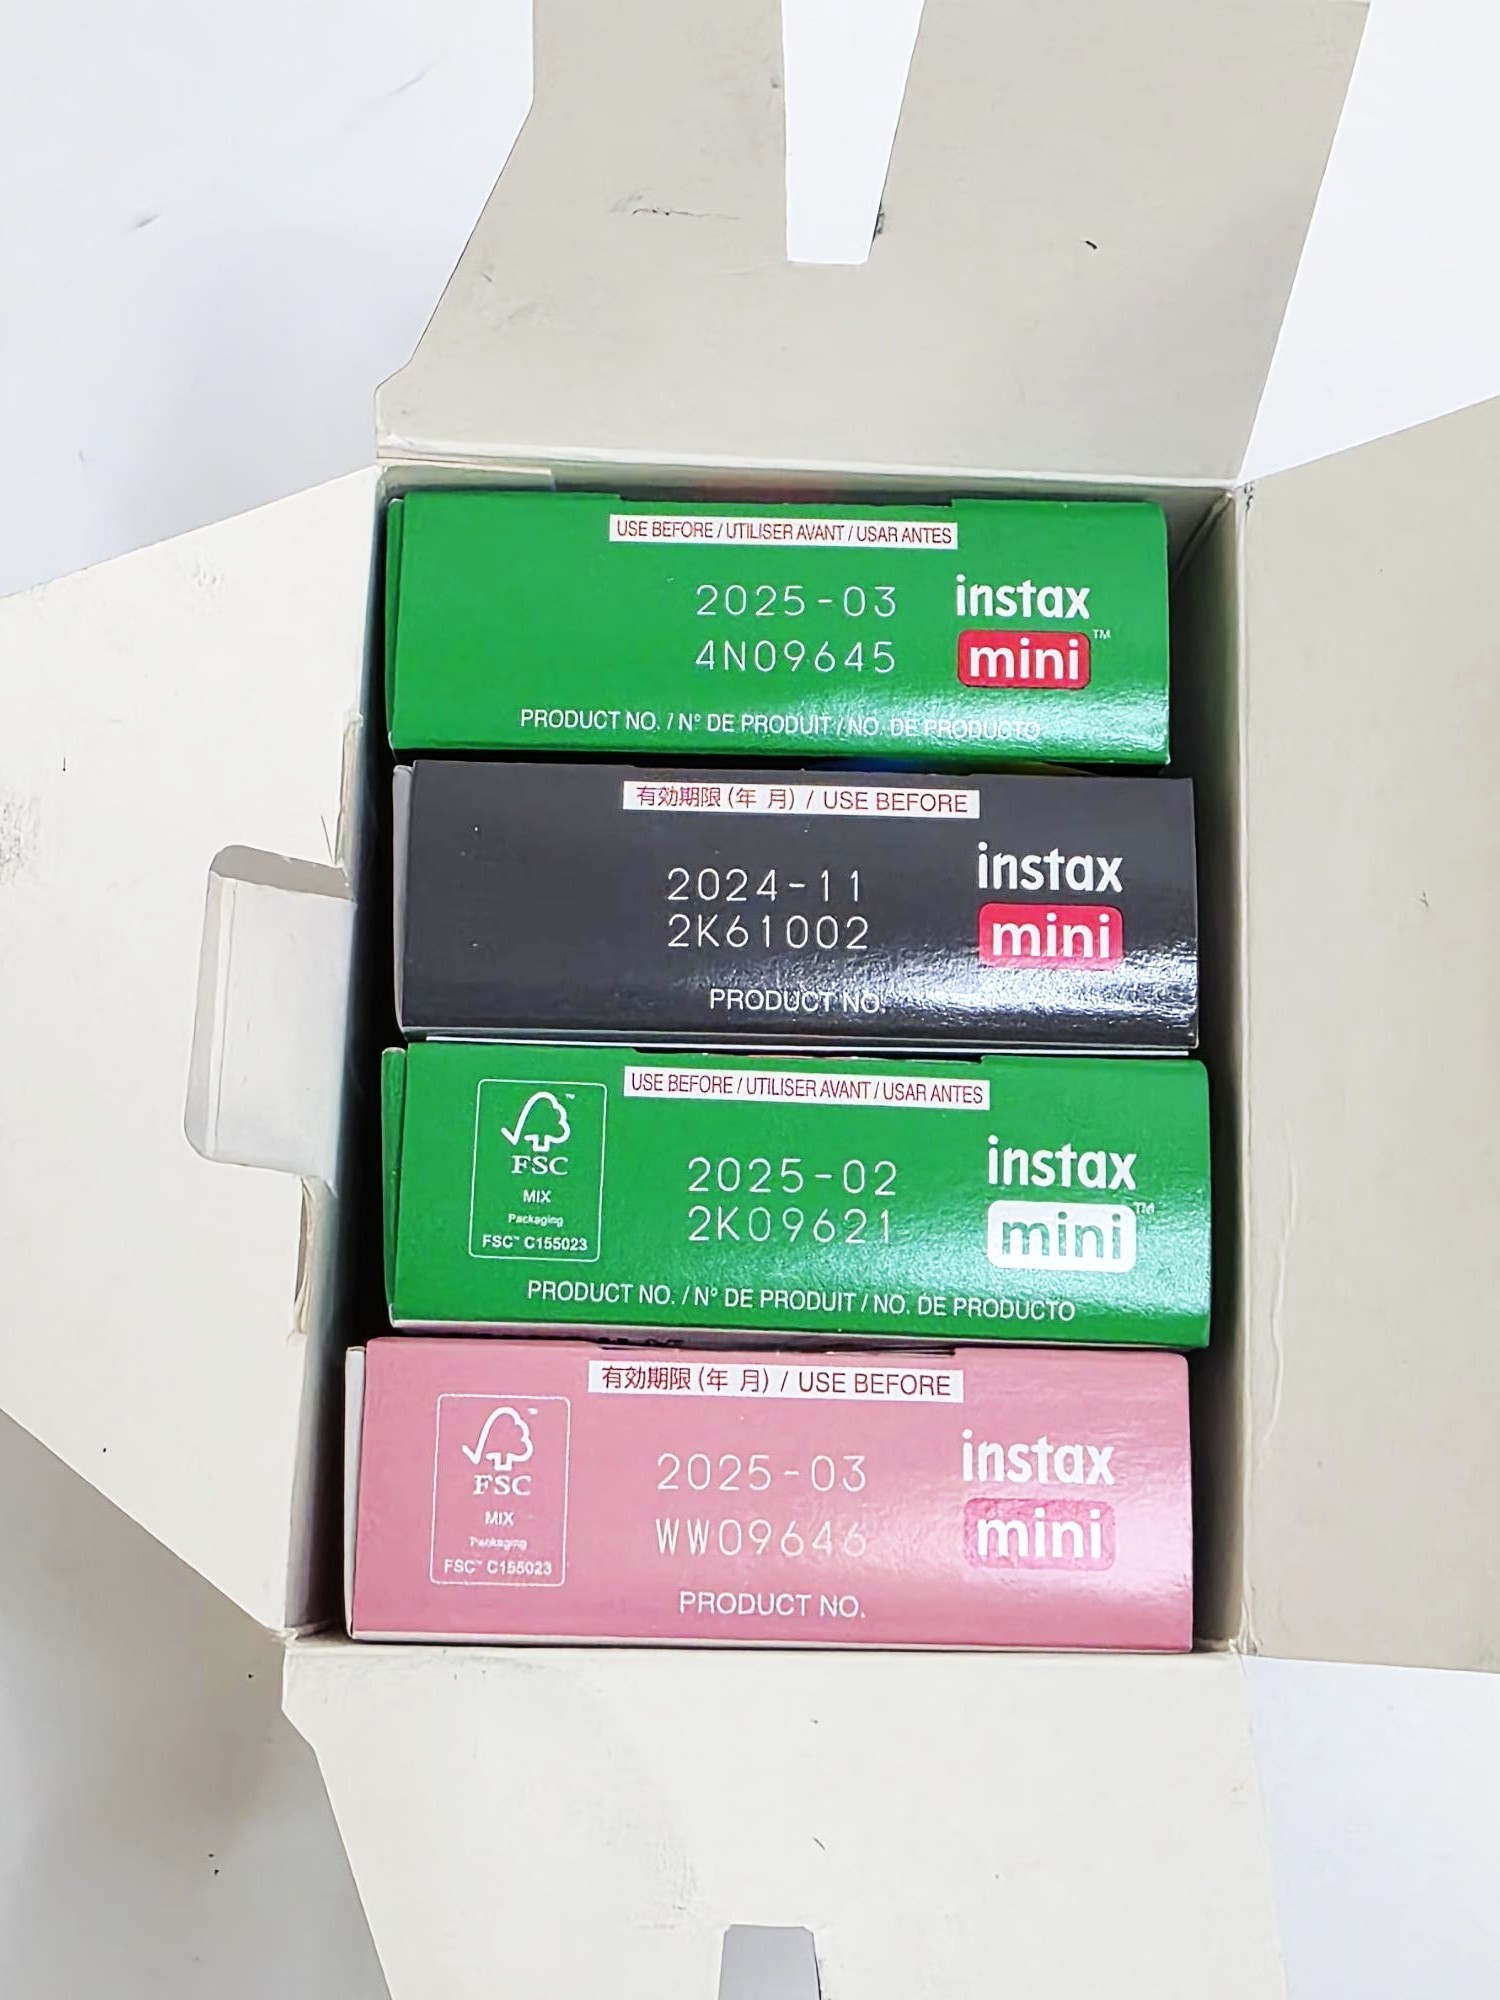 USE BEFORE / UTILISER AVANT / USAR ANTES
2025-03
4N09645
instax
mini™
PRODUCT NO. / N° DE PRODUIT / NO. DE PRODUCTO
有効期限 (年 月) / USE BEFORE
2024-11
2K61002
instax
mini
PRODUCT NO.
USE BEFORE / UTILISER AVANT / USAR ANTES
FSC
MIX
Packaging
FSC™ C155023
2025-02
2K09621
instax
mini™
PRODUCT NO. / N° DE PRODUIT / NO. DE PRODUCTO
有効期限 (年 月) / USE BEFORE
FSC
MIX
Packaging
FSC™ C155023
2025-03
WW09646
instax
mini
PRODUCT NO.